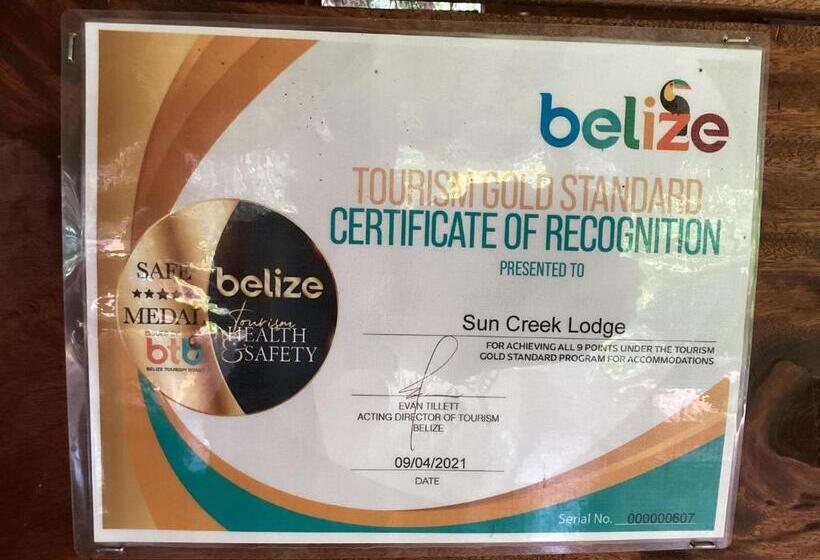 belize
TOURISM GOLD STANDARD
CERTIFICATE OF RECOGNITION
PRESENTED TO
Sun Creek Lodge
FOR ACHIEVING ALL 9 POINTS UNDER THE TOURISM
GOLD STANDARD PROGRAM FOR ACCOMMODATIONS
SAFE
MEDAL
btb
BELIZE TOURISM BOARD
belize
Tourism
HEALTH
& SAFETY
EVAN TILLETT
ACTING DIRECTOR OF TOURISM
BELIZE
09/04/2021
DATE
Serial No. 000000607